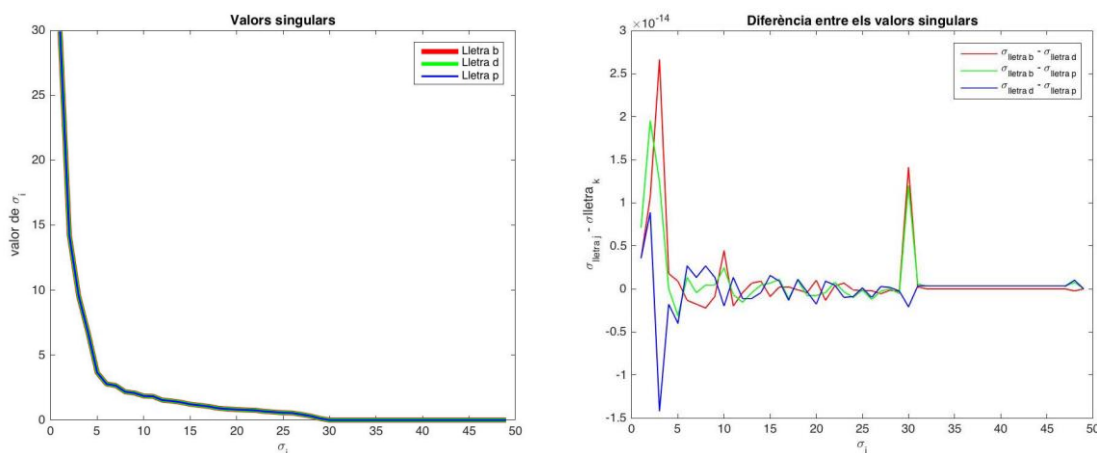 Valors singulars
30
25
20
15
10
5
0
valor de σi
0 5 10 15 20 25 30 35 40 45 50
σi
Lletra b
Lletra d
Lletra p
Diferència entre els valors singulars
×10-14
3
2.5
2
1.5
1
0.5
0
-0.5
-1
-1.5
σlletra j - σlletra k
0 5 10 15 20 25 30 35 40 45 50
σi
σlletra b - σlletra d
σlletra b - σlletra p
σlletra d - σlletra p